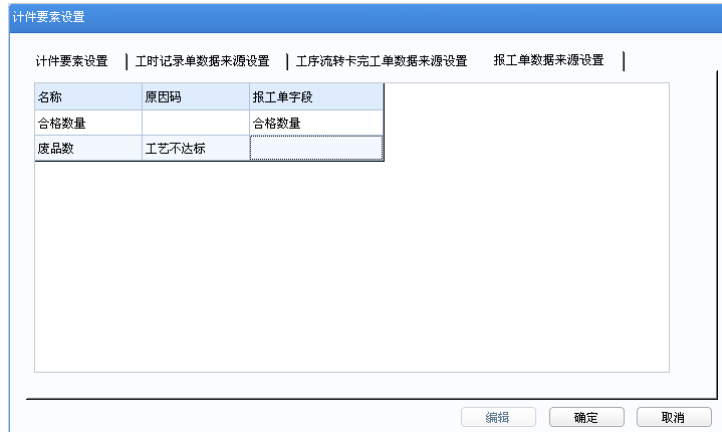 计件要素设置
计件要素设置 工时记录单数据来源设置 工序流转卡完工单数据来源设置 报工单数据来源设置
名称 原因码 报工单字段
合格数量 合格数量
废品数 工艺不达标
编辑 确定 取消